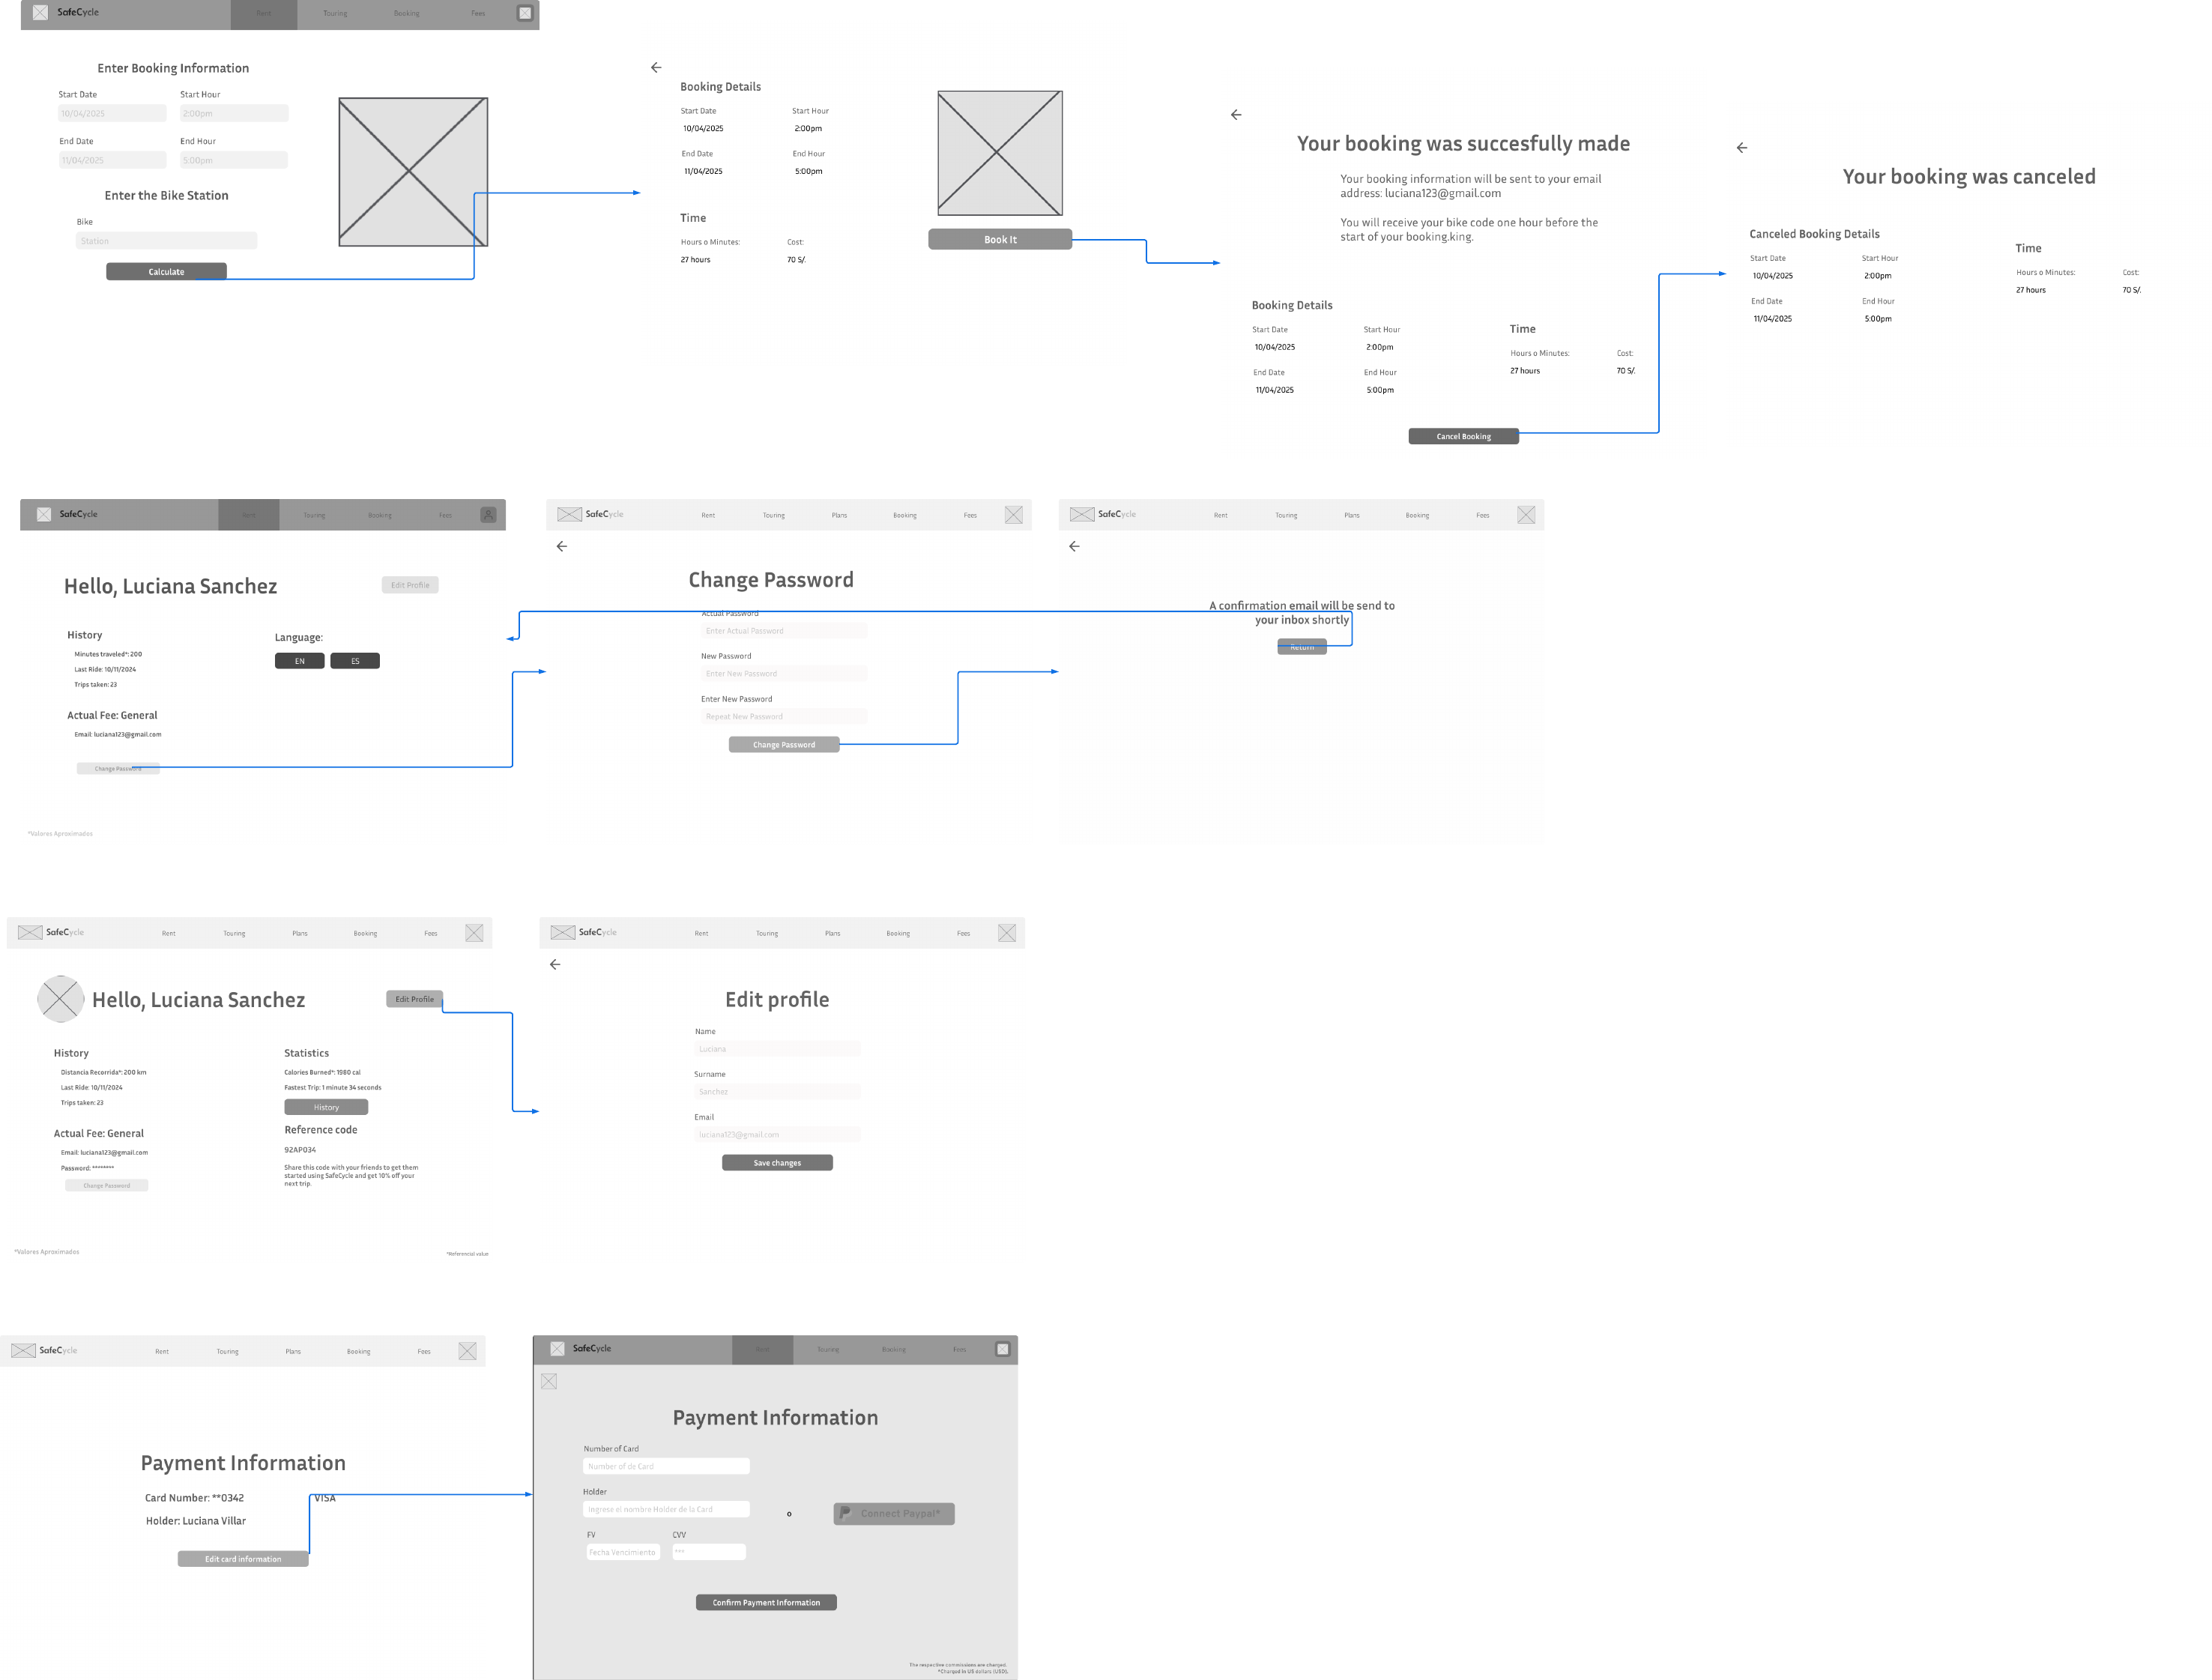 SafeCycle
Rent Touring Booking Fees
Enter Booking Information
Start Date Start Hour
10/04/2025 2:00pm
End Date End Hour
11/04/2025 5:00pm
Enter the Bike Station
Bike
Station
Calculate
Booking Details
Start Date Start Hour
10/04/2025 2:00pm
End Date End Hour
11/04/2025 5:00pm
Time
Hours o Minutes: Cost:
27 hours 70 S/.
Book It
Your booking was succesfully made
Your booking information will be sent to your email
address: luciana123@gmail.com
You will receive your bike code one hour before the
start of your booking.king.
Booking Details
Start Date Start Hour
10/04/2025 2:00pm
End Date End Hour
11/04/2025 5:00pm
Time
Hours o Minutes: Cost:
27 hours 70 S/.
Cancel Booking
Your booking was canceled
Canceled Booking Details
Start Date Start Hour
10/04/2025 2:00pm
End Date End Hour
11/04/2025 5:00pm
Time
Hours o Minutes: Cost:
27 hours 70 S/.
SafeCycle
Rent Touring Booking Fees
Hello, Luciana Sanchez
Edit Profile
History
Minutes traveled*: 200
Last Ride: 10/11/2024
Trips taken: 23
Language:
EN ES
Actual Fee: General
Email: luciana123@gmail.com
Change Password
*Valores Aproximados
SafeCycle
Rent Touring Plans Booking Fees
Change Password
Actual Password
Enter Actual Password
New Password
Enter New Password
Enter New Password
Repeat New Password
Change Password
SafeCycle
Rent Touring Plans Booking Fees
A confirmation email will be send to
your inbox shortly
Return
SafeCycle
Rent Touring Plans Booking Fees
Hello, Luciana Sanchez
Edit Profile
History
Distancia Recorrida*: 200 km
Last Ride: 10/11/2024
Trips taken: 23
Actual Fee: General
Email: luciana123@gmail.com
Password: ********
Change Password
Statistics
Calories Burned*: 1980 cal
Fastest Trip: 1 minute 34 seconds
History
Reference code
92AP034
Share this code with your friends to get them
started using SafeCycle and get 10% off your
next trip.
*Valores Aproximados
*Referencial value
SafeCycle
Rent Touring Plans Booking Fees
Edit profile
Name
Luciana
Surname
Sanchez
Email
luciana123@gmail.com
Save changes
SafeCycle
Rent Touring Plans Booking Fees
Payment Information
Card Number: **0342 VISA
Holder: Luciana Villar
Edit card information
SafeCycle
Rent Touring Booking Fees
Payment Information
Number of Card
Number of de Card
Holder
Ingrese el nombre Holder de la Card
FV CVV
Fecha Vencimiento ***
o
Connect Paypal*
Confirm Payment Information
The respective commissions are charged.
*Charged in US dollars (USD).